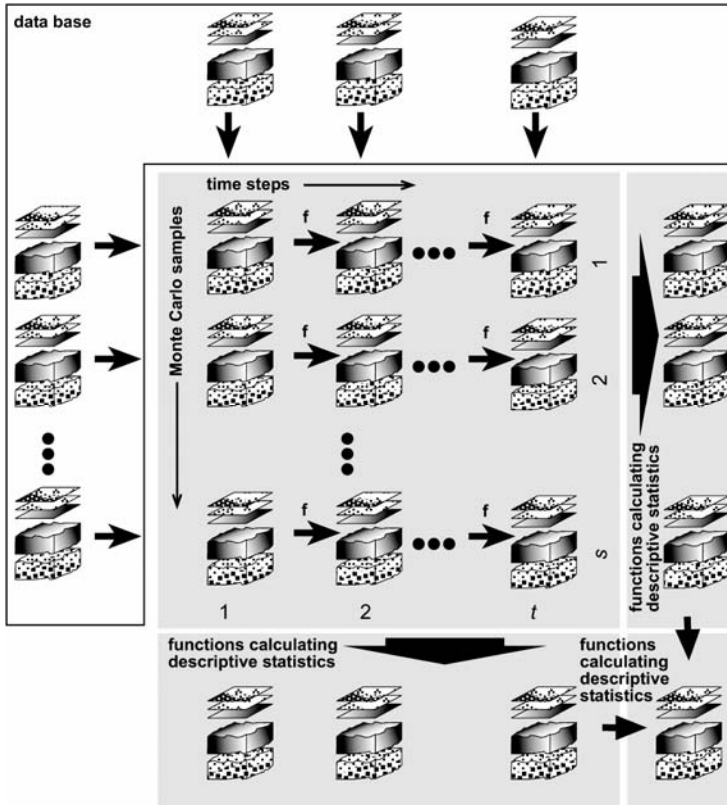 data base
time steps
f
f
Monte Carlo samples
1
f
f
2
f
f
s
functions calculating
descriptive statistics
1
2
t
functions calculating
descriptive statistics
functions
calculating
descriptive
statistics